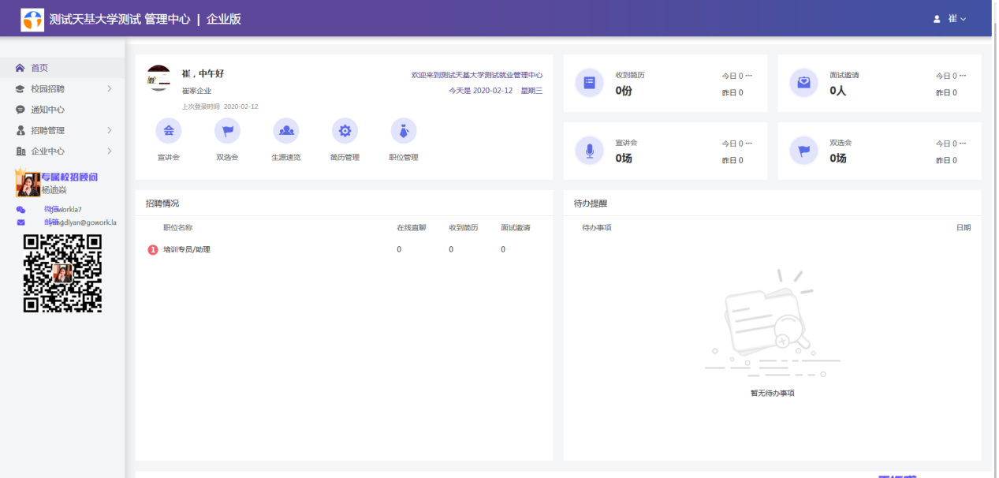 测试天基大学测试 管理中心 | 企业版
崔
首页
校园招聘
通知中心
招聘管理
企业中心
专属校招顾问
杨迪焱
微信
goworkla7
邮箱
diyan@gowork.la
崔，中午好
崔家企业
上次登录时间 2020-02-12
欢迎来到测试天基大学测试就业管理中心
今天是 2020-02-12 星期三
宣讲会
双选会
生源速览
简历管理
职位管理
收到简历
0份
今日 0 ···
昨日 0
面试邀请
0人
今日 0 ···
昨日 0
宣讲会
0场
今日 0 ···
昨日 0
双选会
0场
今日 0 ···
昨日 0
招聘情况
职位名称 在线直聊 收到简历 面试邀请
1 培训专员/助理 0 0 0
待办提醒
待办事项 日期
暂无待办事项